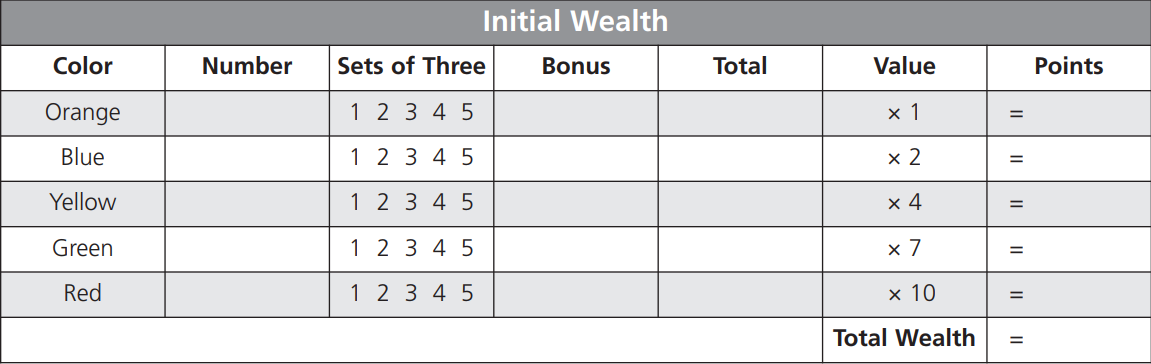 Initial Wealth
Color Number Sets of Three Bonus Total Value Points
Orange 1 2 3 4 5 × 1 =
Blue 1 2 3 4 5 × 2 =
Yellow 1 2 3 4 5 × 4 =
Green 1 2 3 4 5 × 7 =
Red 1 2 3 4 5 × 10 =
Total Wealth =